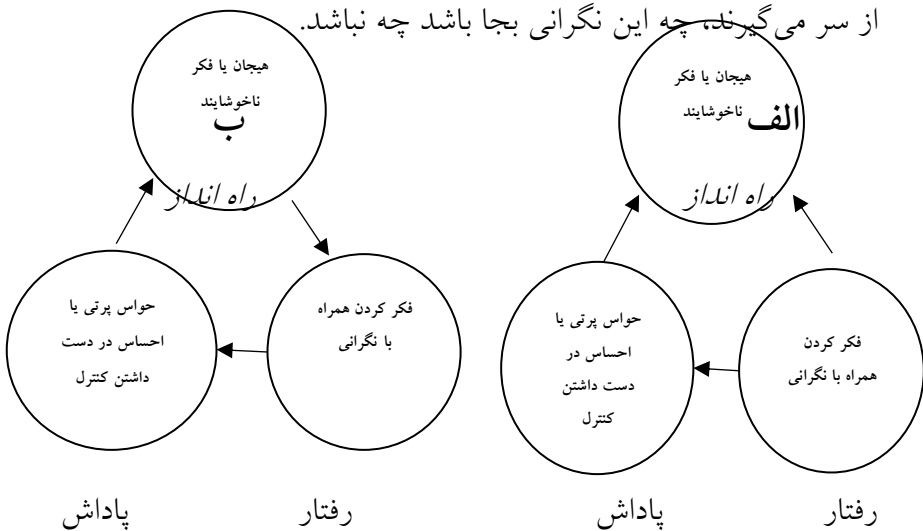 از سر می‌گیرند، چه این نگرانی بجا باشد چه نباشد.
هیجان یا فکر
ناخوشایند
الف
راه انداز
فکر کردن
همراه با نگرانی
حواس پرتی یا
احساس در
دست داشتن
کنترل
رفتار
پاداش
هیجان یا فکر
ناخوشایند
ب
راه انداز
فکر کردن همراه
با نگرانی
حواس پرتی یا
احساس در دست
داشتن کنترل
رفتار
پاداش